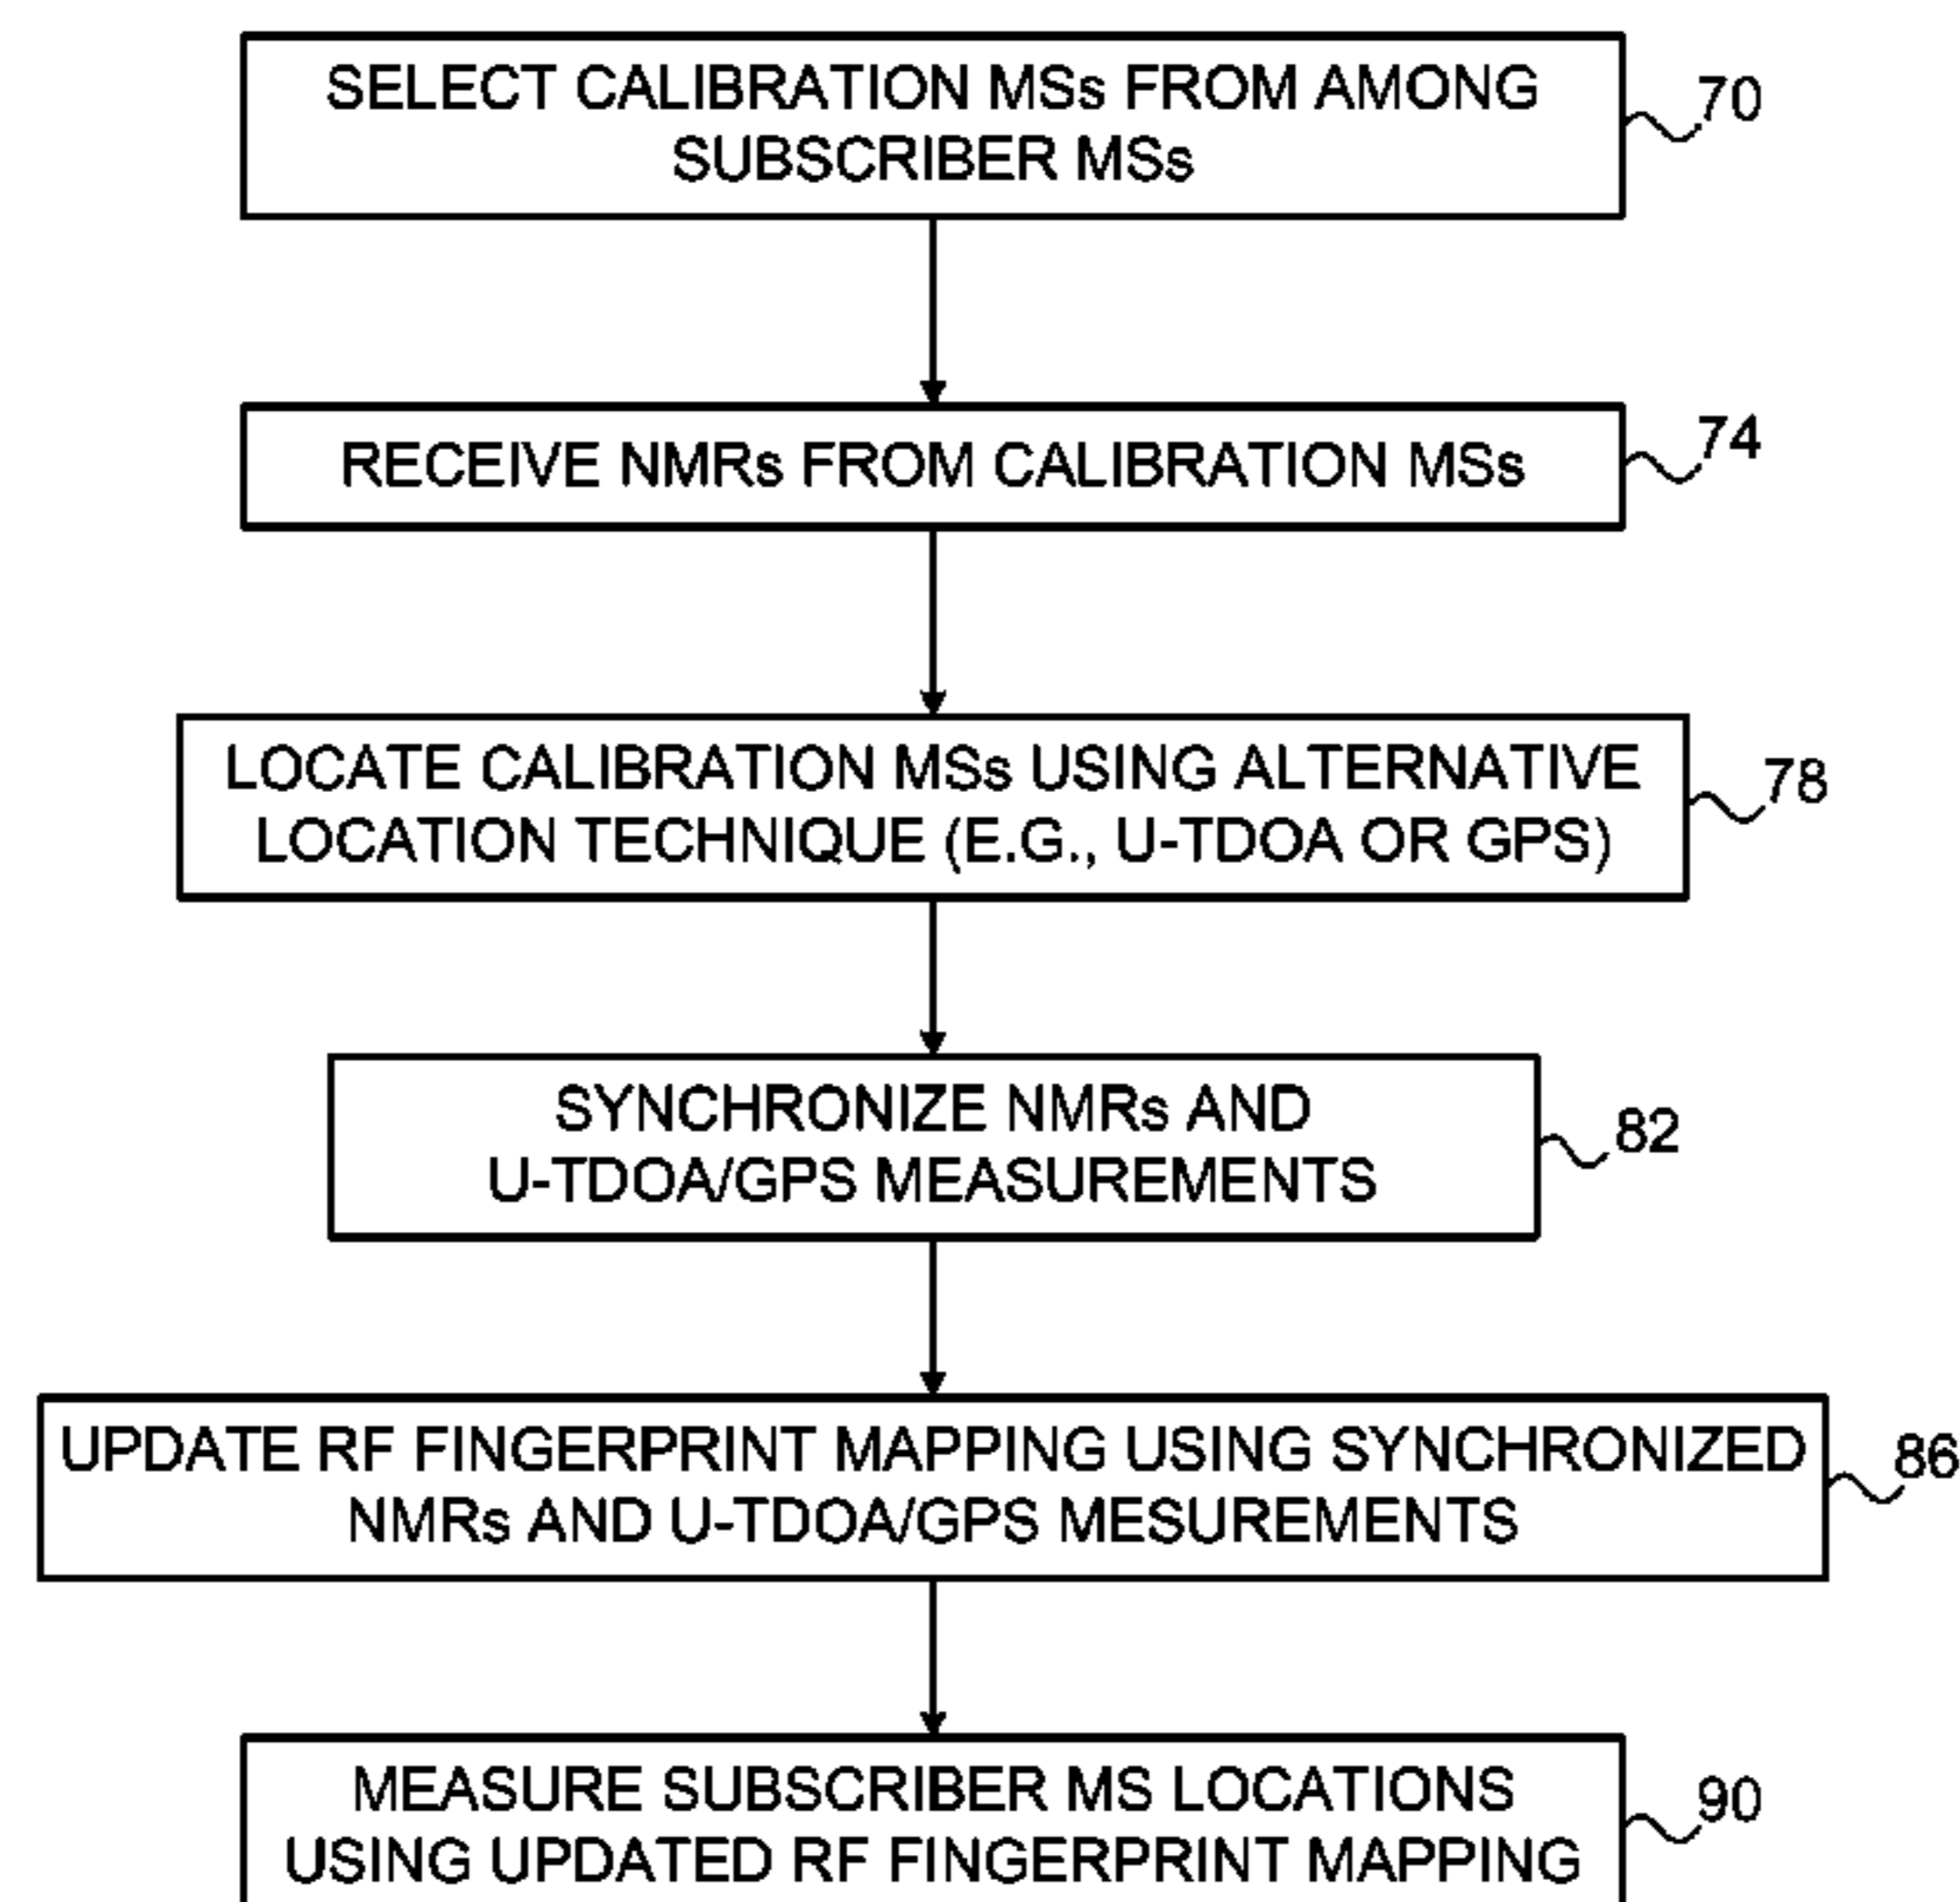 SELECT CALIBRATION MSs FROM AMONG
SUBSCRIBER MSs
70
RECEIVE NMRs FROM CALIBRATION MSs
74
LOCATE CALIBRATION MSs USING ALTERNATIVE
LOCATION TECHNIQUE (E.G., U-TDOA OR GPS)
78
SYNCHRONIZE NMRs AND
U-TDOA/GPS MEASUREMENTS
82
UPDATE RF FINGERPRINT MAPPING USING SYNCHRONIZED
NMRs AND U-TDOA/GPS MESUREMENTS
86
MEASURE SUBSCRIBER MS LOCATIONS
USING UPDATED RF FINGERPRINT MAPPING
90